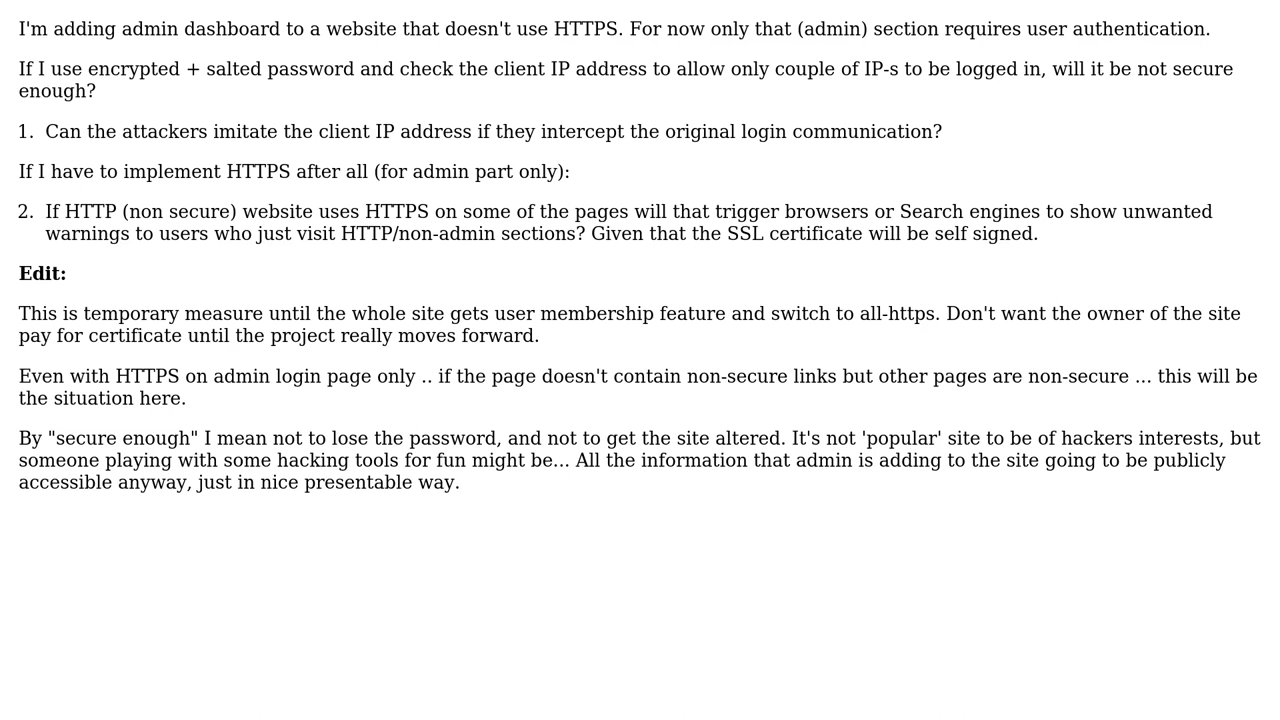 I'm adding admin dashboard to a website that doesn't use HTTPS. For now only that (admin) section requires user authentication.
If I use encrypted + salted password and check the client IP address to allow only couple of IP-s to be logged in, will it be not secure
enough?
1. Can the attackers imitate the client IP address if they intercept the original login communication?
If I have to implement HTTPS after all (for admin part only):
2. If HTTP (non secure) website uses HTTPS on some of the pages will that trigger browsers or Search engines to show unwanted
warnings to users who just visit HTTP/non-admin sections? Given that the SSL certificate will be self signed.
Edit:
This is temporary measure until the whole site gets user membership feature and switch to all-https. Don't want the owner of the site
pay for certificate until the project really moves forward.
Even with HTTPS on admin login page only .. if the page doesn't contain non-secure links but other pages are non-secure ... this will be
the situation here.
By "secure enough" I mean not to lose the password, and not to get the site altered. It's not 'popular' site to be of hackers interests, but
someone playing with some hacking tools for fun might be... All the information that admin is adding to the site going to be publicly
accessible anyway, just in nice presentable way.